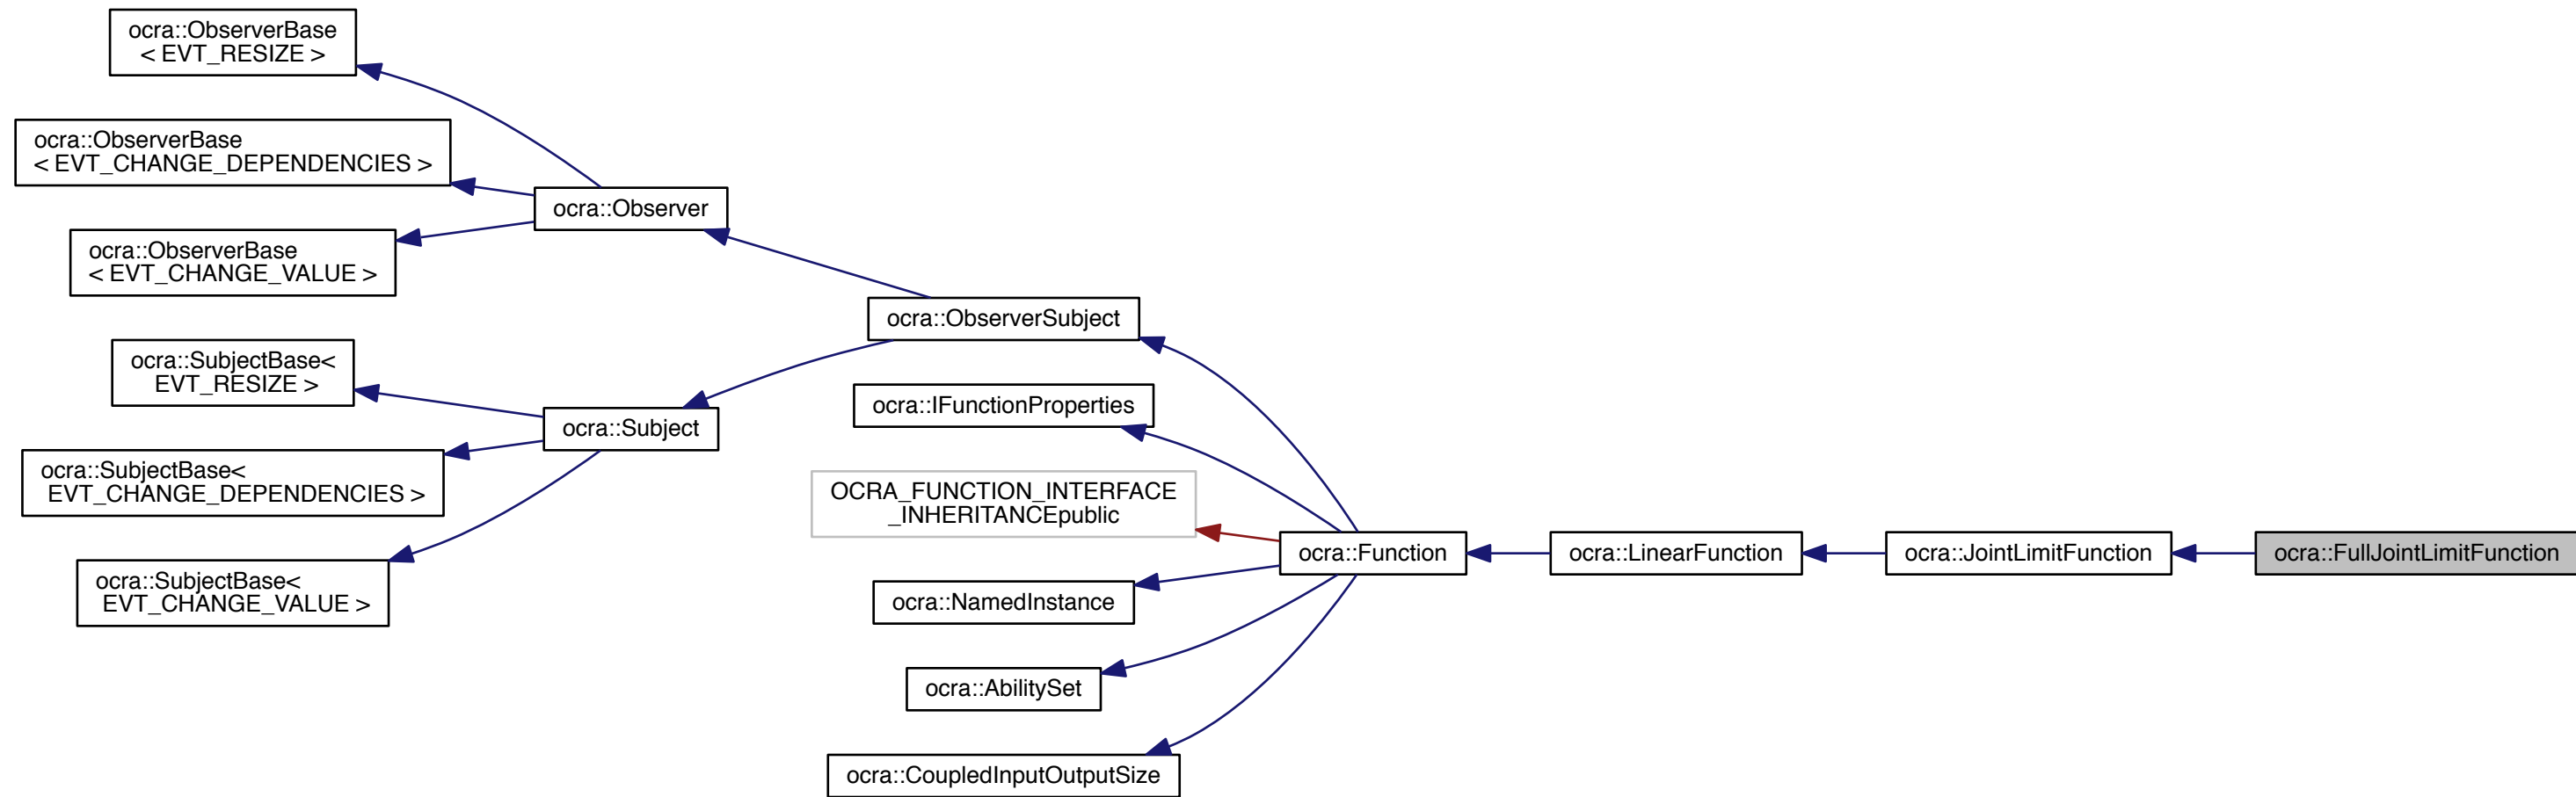 ocra::ObserverBase
< EVT_RESIZE >
ocra::ObserverBase
< EVT_CHANGE_DEPENDENCIES >
ocra::Observer
ocra::ObserverBase
< EVT_CHANGE_VALUE >
ocra::ObserverSubject
ocra::SubjectBase<
EVT_RESIZE >
ocra::IFunctionProperties
ocra::Subject
ocra::SubjectBase<
EVT_CHANGE_DEPENDENCIES >
OCRA_FUNCTION_INTERFACE
_INHERITANCEpublic
ocra::Function
ocra::LinearFunction
ocra::JointLimitFunction
ocra::FullJointLimitFunction
ocra::SubjectBase<
EVT_CHANGE_VALUE >
ocra::NamedInstance
ocra::AbilitySet
ocra::CoupledInputOutputSize